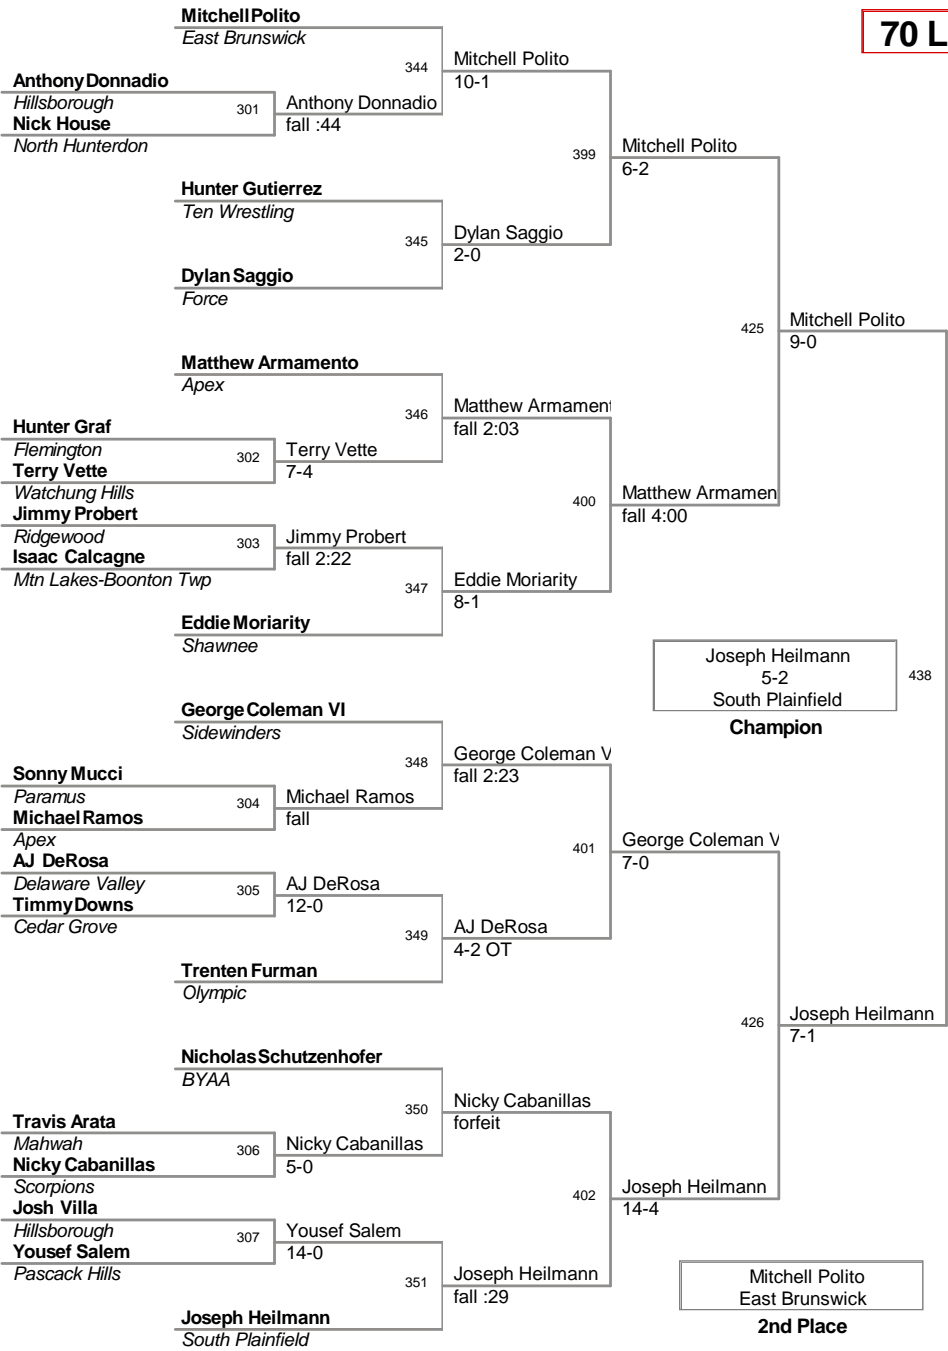 Mitchell Polito
East Brunswick
70 L
344
Mitchell Polito
10-1
Anthony Donnadio
Hillsborough
301
Anthony Donnadio
fall :44
Nick House
North Hunterdon
399
Mitchell Polito
6-2
Hunter Gutierrez
Ten Wrestling
345
Dylan Saggio
2-0
Dylan Saggio
Force
425
Mitchell Polito
9-0
Matthew Armamento
Apex
346
Matthew Armament
fall 2:03
Hunter Graf
Flemington
302
Terry Vette
7-4
Terry Vette
Watchung Hills
400
Matthew Armamen
fall 4:00
Jimmy Probert
Ridgewood
303
Jimmy Probert
fall 2:22
Isaac Calcagne
Mtn Lakes-Boonton Twp
347
Eddie Moriarity
8-1
Eddie Moriarity
Shawnee
Joseph Heilmann
5-2
South Plainfield
438
Champion
George Coleman VI
Sidewinders
348
George Coleman V
fall 2:23
Sonny Mucci
Paramus
304
Michael Ramos
fall
Michael Ramos
Apex
401
George Coleman V
7-0
AJ DeRosa
Delaware Valley
305
AJ DeRosa
12-0
Timmy Downs
Cedar Grove
349
AJ DeRosa
4-2 OT
Trenten Furman
Olympic
426
Joseph Heilmann
7-1
Nicholas Schutzenhofer
BYAA
350
Nicky Cabanillas
forfeit
Travis Arata
Mahwah
306
Nicky Cabanillas
5-0
Nicky Cabanillas
Scorpions
402
Joseph Heilmann
14-4
Josh Villa
Hillsborough
307
Yousef Salem
14-0
Yousef Salem
Pascack Hills
351
Joseph Heilmann
fall :29
Joseph Heilmann
South Plainfield
Mitchell Polito
East Brunswick
2nd Place